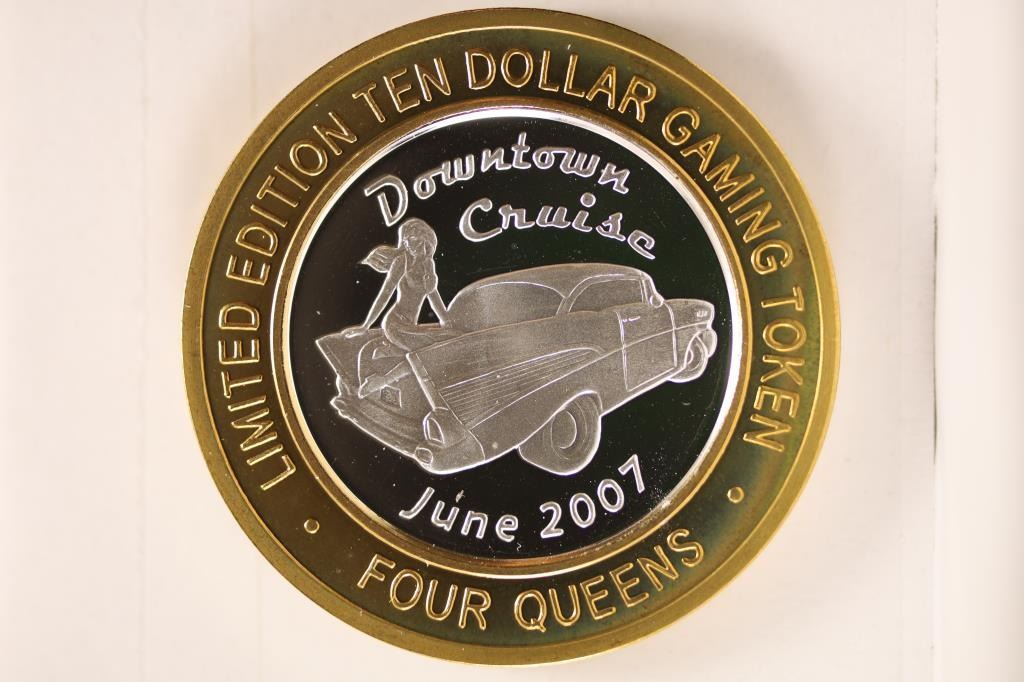 LIMITED EDITION TEN DOLLAR GAMING TOKEN
Downtown
Cruise
June 2007
• FOUR QUEENS •